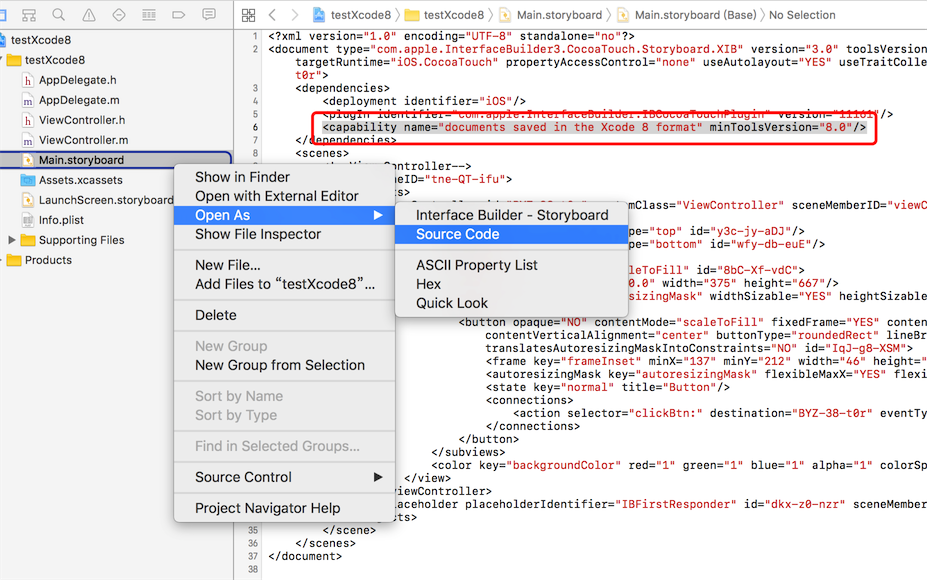 testXcode8 〉 testXcode8 〉 Main.storyboard 〉 Main.storyboard (Base) 〉 No Selection
testXcode8
testXcode8
h AppDelegate.h
m AppDelegate.m
h ViewController.h
m ViewController.m
Main.storyboard
Assets.xcassets
LaunchScreen.storyboard
Info.plist
Supporting Files
Products
Show in Finder
Open with External Editor
Open As
Show File Inspector
New File...
Add Files to “testXcode8”...
Delete
New Group
New Group from Selection
Sort by Name
Sort by Type
Find in Selected Groups...
Source Control
Project Navigator Help
Interface Builder - Storyboard
Source Code
ASCII Property List
Hex
Quick Look
1 <?xml version="1.0" encoding="UTF-8" standalone="no"?>
2 <document type="com.apple.InterfaceBuilder3.CocoaTouch.Storyboard.XIB" version="3.0" toolsVersion
targetRuntime="iOS.CocoaTouch" propertyAccessControl="none" useAutolayout="YES" useTraitColle
t0r">
3 <dependencies>
4 <deployment identifier="iOS"/>
5 <plugIn identifier="com.apple.InterfaceBuilder.IBCocoaTouchPlugin" version="11161"/>
6 <capability name="documents saved in the Xcode 8 format" minToolsVersion="8.0"/>
7 </dependencies>
8 <scenes>
ViewController-->
neID="tne-QT-ifu">
ts>
tomClass="ViewController" sceneMemberID="viewC
ype="top" id="y3c-jy-aDJ"/>
ype="bottom" id="wfy-db-euE"/>
leToFill" id="8bC-Xf-vdC">
0.0" width="375" height="667"/>
esizingMask" widthSizable="YES" heightSizable
<button opaque="NO" contentMode="scaleToFill" fixedFrame="YES" conten
contentVerticalAlignment="center" buttonType="roundedRect" lineBr
translatesAutoresizingMaskIntoConstraints="NO" id="IqJ-g8-XSM">
<frame key="frameInset" minX="137" minY="212" width="46" height="
<autoresizingMask key="autoresizingMask" flexibleMaxX="YES" flexi
<state key="normal" title="Button"/>
<connections>
<action selector="clickBtn:" destination="BYZ-38-t0r" eventTy
</connections>
</button>
</subviews>
<color key="backgroundColor" red="1" green="1" blue="1" alpha="1" colorSp
</view>
viewController>
aceholder placeholderIdentifier="IBFirstResponder" id="dkx-z0-nzr" sceneMember
cts>
35 </scene>
36 </scenes>
37 </document>
38